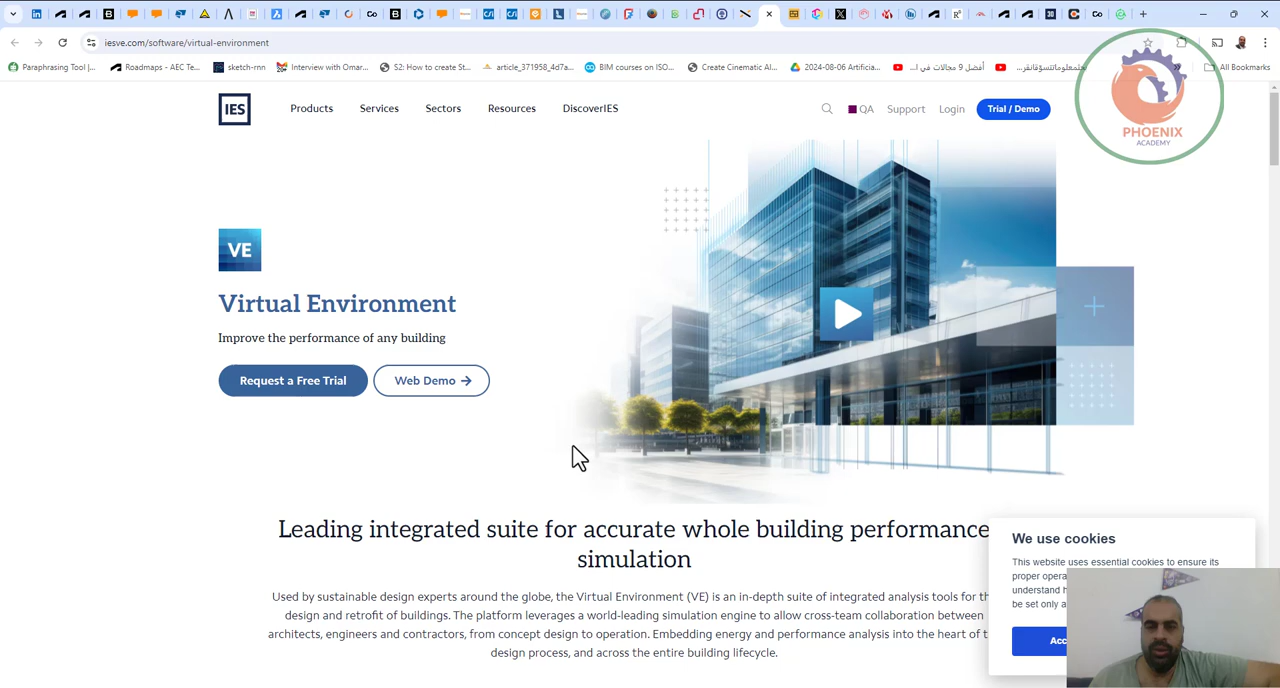 iesve.com/software/virtual-environment
Paraphrasing Tool |...
Roadmaps - AEC Te...
sketch-rnn
Interview with Omar...
S2: How to create St...
article_371958_4d7a...
BIM courses on ISO...
Create Cinematic Al...
2024-08-06 Artificia...
أفضل 9 مجالات في ا...
All Bookmarks
IES
Products
Services
Sectors
Resources
DiscoverIES
QA
Support
Login
Trial / Demo
PHOENIX
ACADEMY
VE
Virtual Environment
Improve the performance of any building
Request a Free Trial
Web Demo →
Leading integrated suite for accurate whole building performance
simulation
Used by sustainable design experts around the globe, the Virtual Environment (VE) is an in-depth suite of integrated analysis tools for th
design and retrofit of buildings. The platform leverages a world-leading simulation engine to allow cross-team collaboration between
architects, engineers and contractors, from concept design to operation. Embedding energy and performance analysis into the heart of t
design process, and across the entire building lifecycle.
We use cookies
This website uses essential cookies to ensure its
proper opera
understand h
be set only a
Acc